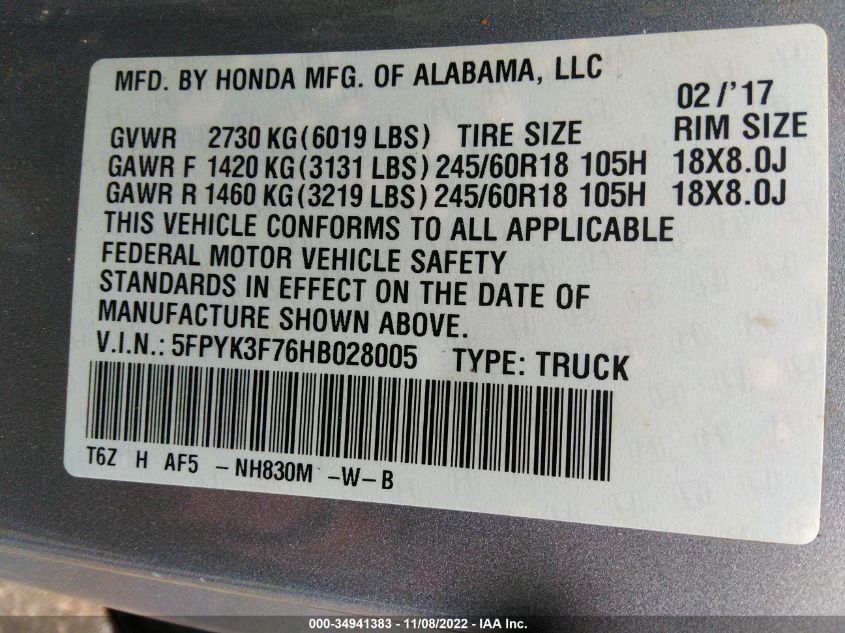 MFD. BY HONDA MFG. OF ALABAMA, LLC
02/'17
GVWR 2730 KG(6019 LBS) TIRE SIZE RIM SIZE
GAWR F 1420 KG(3131 LBS) 245/60R18 105H 18X8.0J
GAWR R 1460 KG(3219 LBS) 245/60R18 105H 18X8.0J
THIS VEHICLE CONFORMS TO ALL APPLICABLE
FEDERAL MOTOR VEHICLE SAFETY
STANDARDS IN EFFECT ON THE DATE OF
MANUFACTURE SHOWN ABOVE.
V.I.N.: 5FPYK3F76HB028005 TYPE: TRUCK
T6Z H AF5 -NH830M -W-B
000-34941383 - 11/08/2022 - IAA Inc.